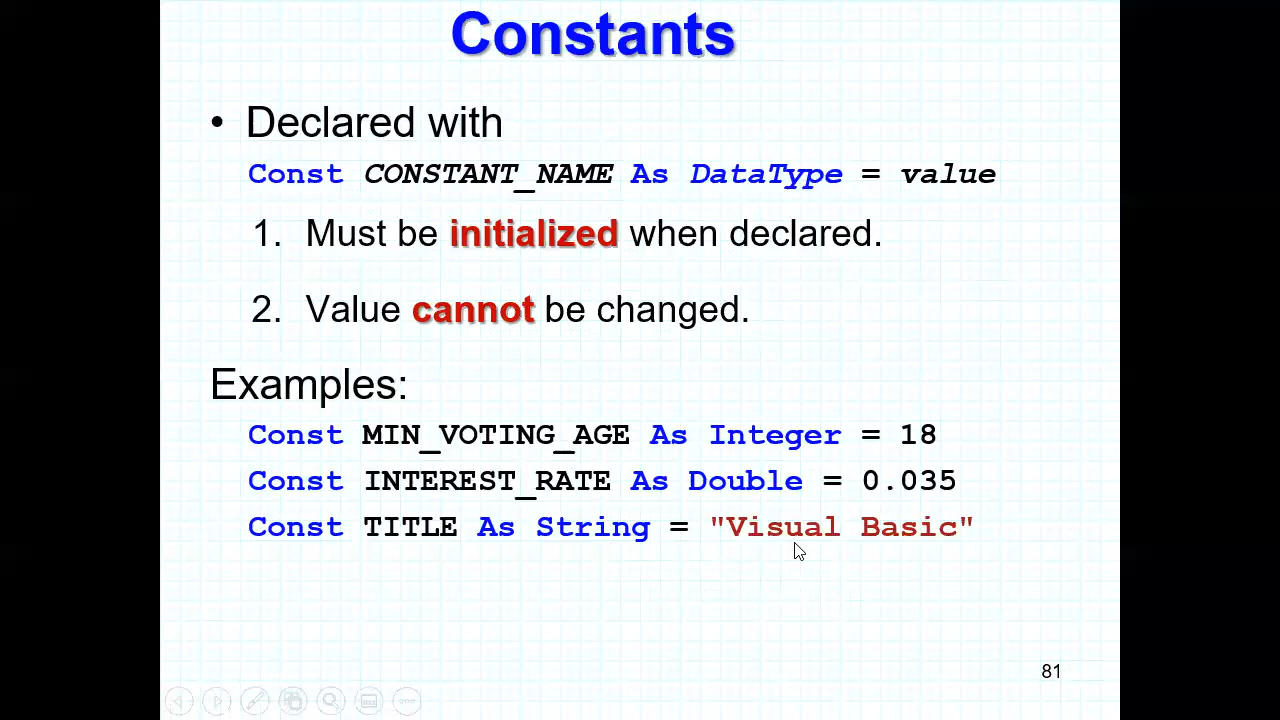 Constants
• Declared with
Const CONSTANT_NAME As DataType = value
1. Must be initialized when declared.
2. Value cannot be changed.
Examples:
Const MIN_VOTING_AGE As Integer = 18
Const INTEREST_RATE As Double = 0.035
Const TITLE As String = "Visual Basic"
81